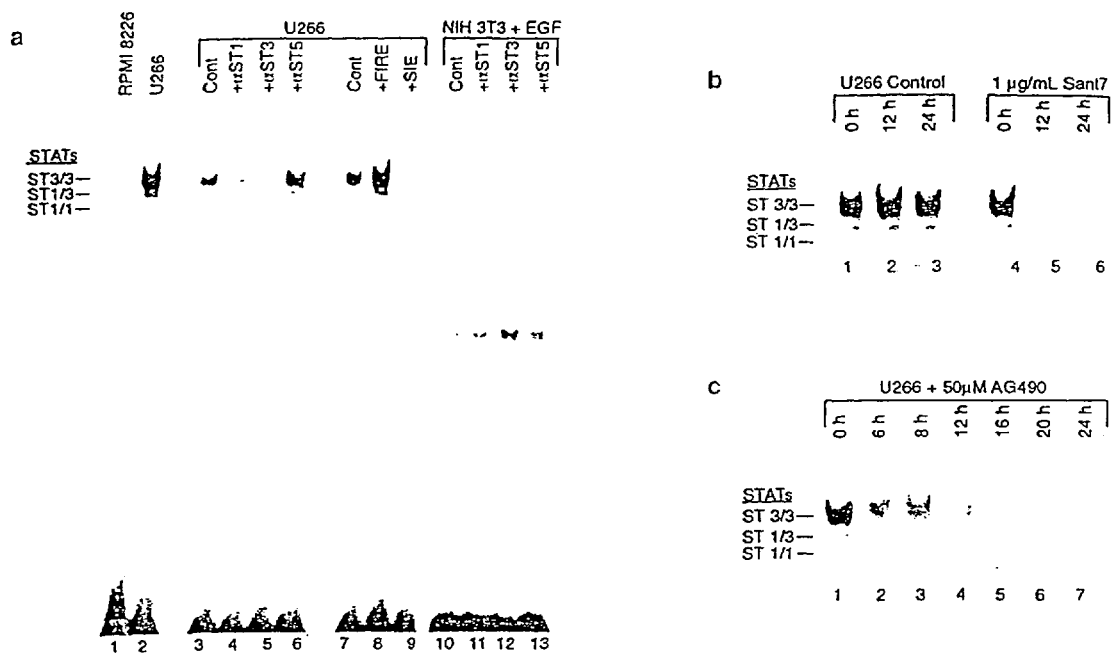 a
RPMI 8226
U266
U266
Cont
+αST1
+αST3
+αST5
Cont
+FIRE
+SIE
NIH 3T3 + EGF
Cont
+αST1
+αST3
+αST5
STATs
ST3/3
ST1/3
ST1/1
1 2 3 4 5 6 7 8 9 10 11 12 13
b
U266 Control
0 h
12 h
24 h
1 µg/mL Sant7
0 h
12 h
24 h
STATs
ST 3/3
ST 1/3
ST 1/1
1 2 3 4 5 6
c
U266 + 50µM AG490
0 h
6 h
8 h
12 h
16 h
20 h
24 h
STATs
ST 3/3
ST 1/3
ST 1/1
1 2 3 4 5 6 7